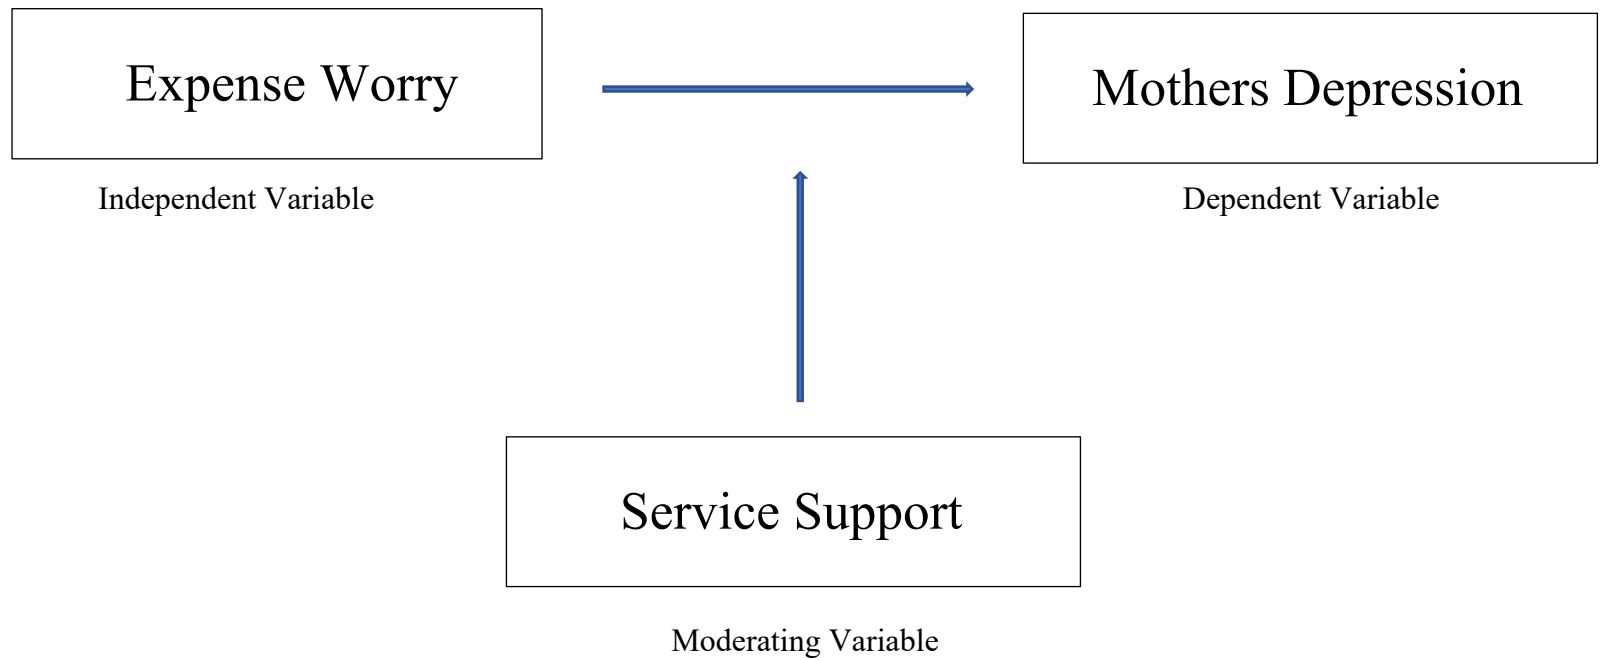 Expense Worry
Mothers Depression
Independent Variable
Dependent Variable
Service Support
Moderating Variable